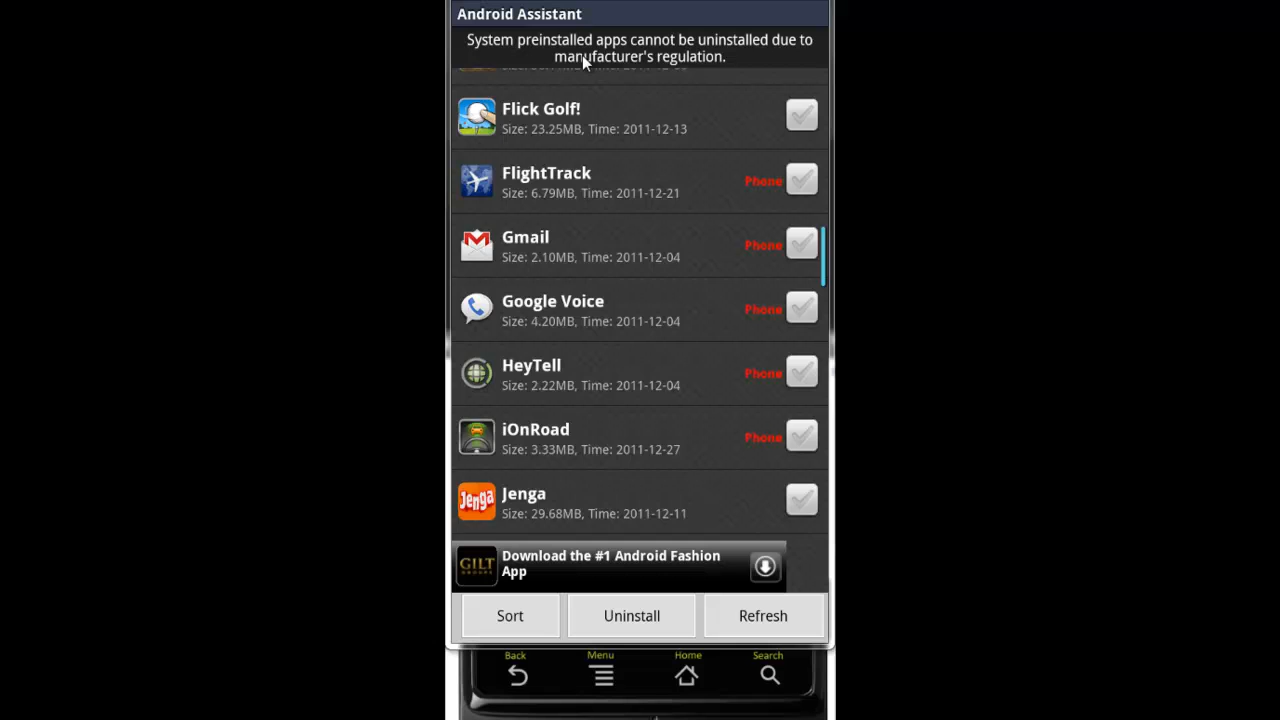 Android Assistant
System preinstalled apps cannot be uninstalled due to
manufacturer's regulation.
Flick Golf!
Size: 23.25MB, Time: 2011-12-13
FlightTrack
Size: 6.79MB, Time: 2011-12-21
Phone
Gmail
Size: 2.10MB, Time: 2011-12-04
Phone
Google Voice
Size: 4.20MB, Time: 2011-12-04
Phone
HeyTell
Size: 2.22MB, Time: 2011-12-04
Phone
iOnRoad
Size: 3.33MB, Time: 2011-12-27
Phone
Jenga
Jenga
Size: 29.68MB, Time: 2011-12-11
GILT
GROUPE
Download the #1 Android Fashion
App
Sort Uninstall Refresh
Back Menu Home Search